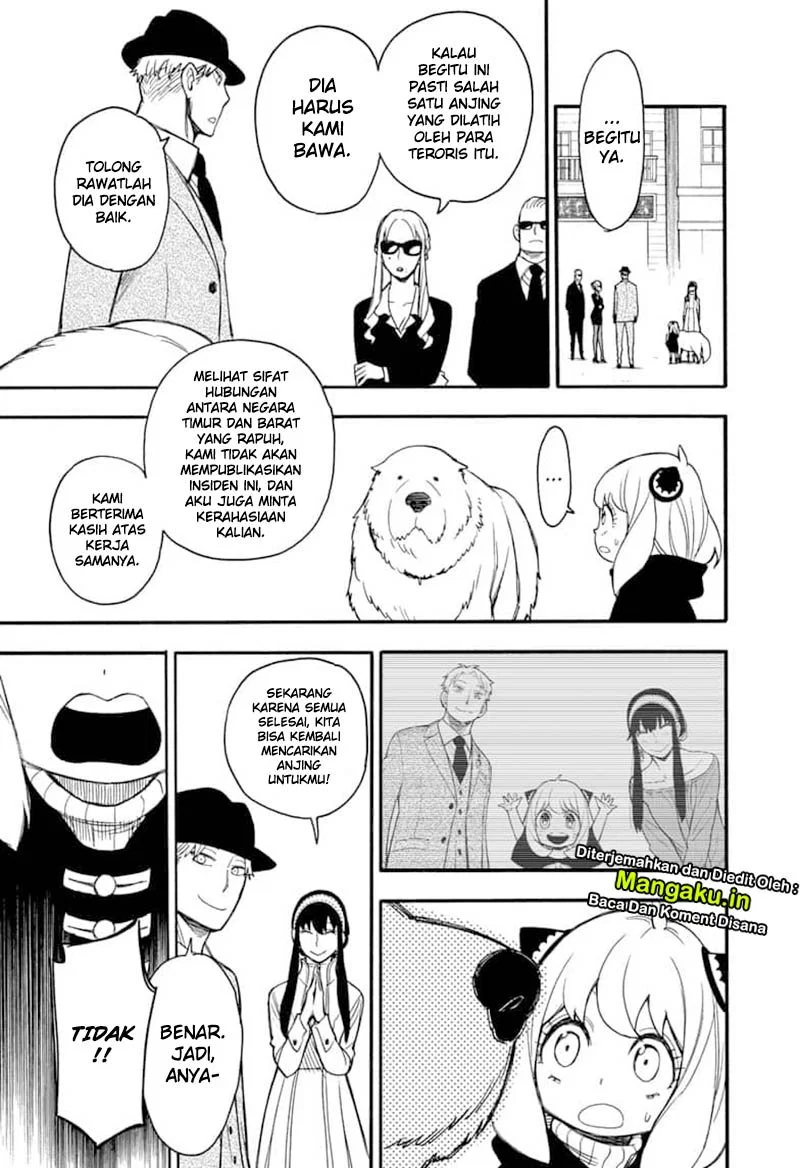 ...
BEGITU
YA.
KALAU
BEGITU INI
PASTI SALAH
SATU ANJING
YANG DILATIH
OLEH PARA
TERORIS ITU.
DIA
HARUS
KAMI
BAWA.
TOLONG
RAWATLAH
DIA DENGAN
BAIK.
...
MELIHAT SIFAT
HUBUNGAN
ANTARA NEGARA
TIMUR DAN BARAT
YANG RAPUH,
KAMI TIDAK AKAN
MEMPUBLIKASIKAN
INSIDEN INI, DAN
AKU JUGA MINTA
KERAHASIAAN
KALIAN.
KAMI
BERTERIMA
KASIH ATAS
KERJA
SAMANYA.
Diterjemahkan dan Diedit Oleh :
Mangaku.in
Baca Dan Koment Disana
SEKARANG
KARENA SEMUA
SELESAI, KITA
BISA KEMBALI
MENCARIKAN
ANJING
UNTUKMU!
BENAR.
JADI,
ANYA-
TIDAK
!!